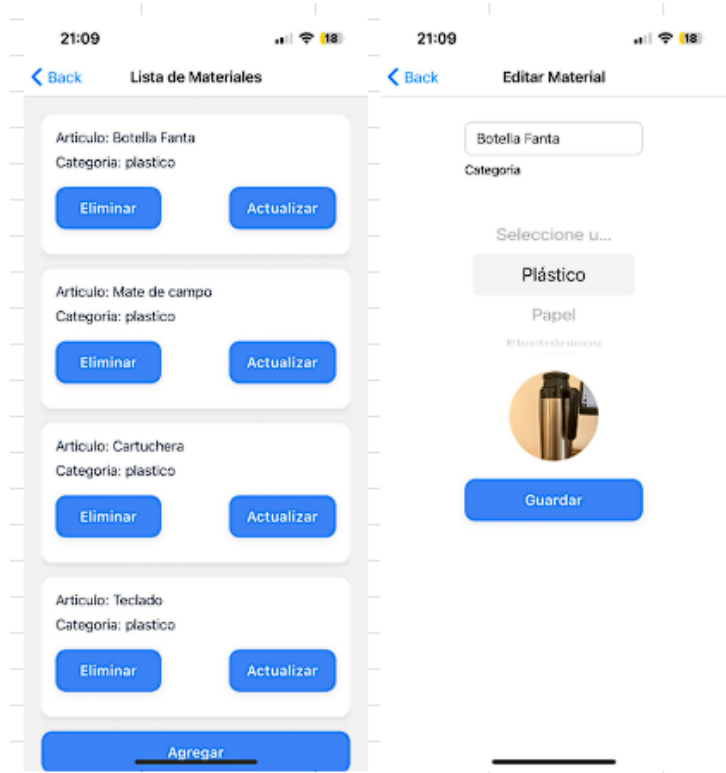 21:09
18
Back
Lista de Materiales
Articulo: Botella Fanta
Categoria: plastico
Eliminar
Actualizar
Articulo: Mate de campo
Categoria: plastico
Eliminar
Actualizar
Articulo: Cartuchera
Categoria: plastico
Eliminar
Actualizar
Articulo: Teclado
Categoria: plastico
Eliminar
Actualizar
Agregar
21:09
18
Back
Editar Material
Botella Fanta
Categoria
Seleccione u...
Plástico
Papel
Electrónicos
Guardar